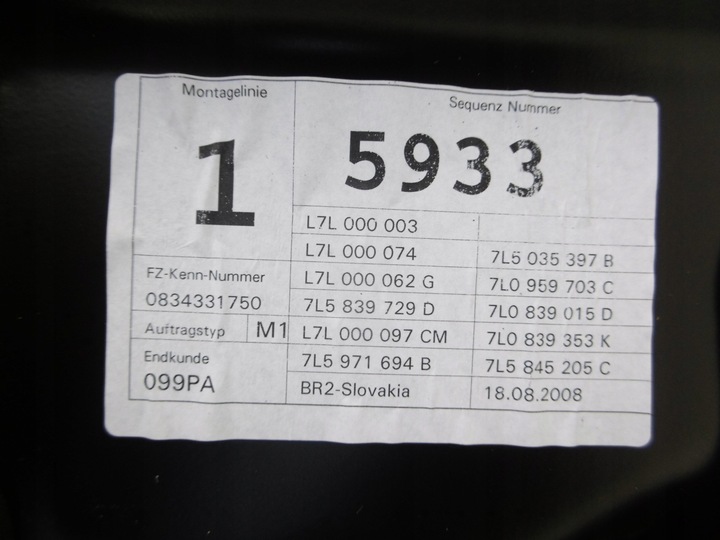 Montagelinie
1
Sequenz Nummer
5933
L7L 000 003
L7L 000 074 7L5 035 397 B
FZ-Kenn-Nummer
0834331750
L7L 000 062 G 7L0 959 703 C
7L5 839 729 D 7L0 839 015 D
Auftragstyp M1
L7L 000 097 CM 7L0 839 353 K
Endkunde
099PA
7L5 971 694 B 7L5 845 205 C
BR2-Slovakia 18.08.2008